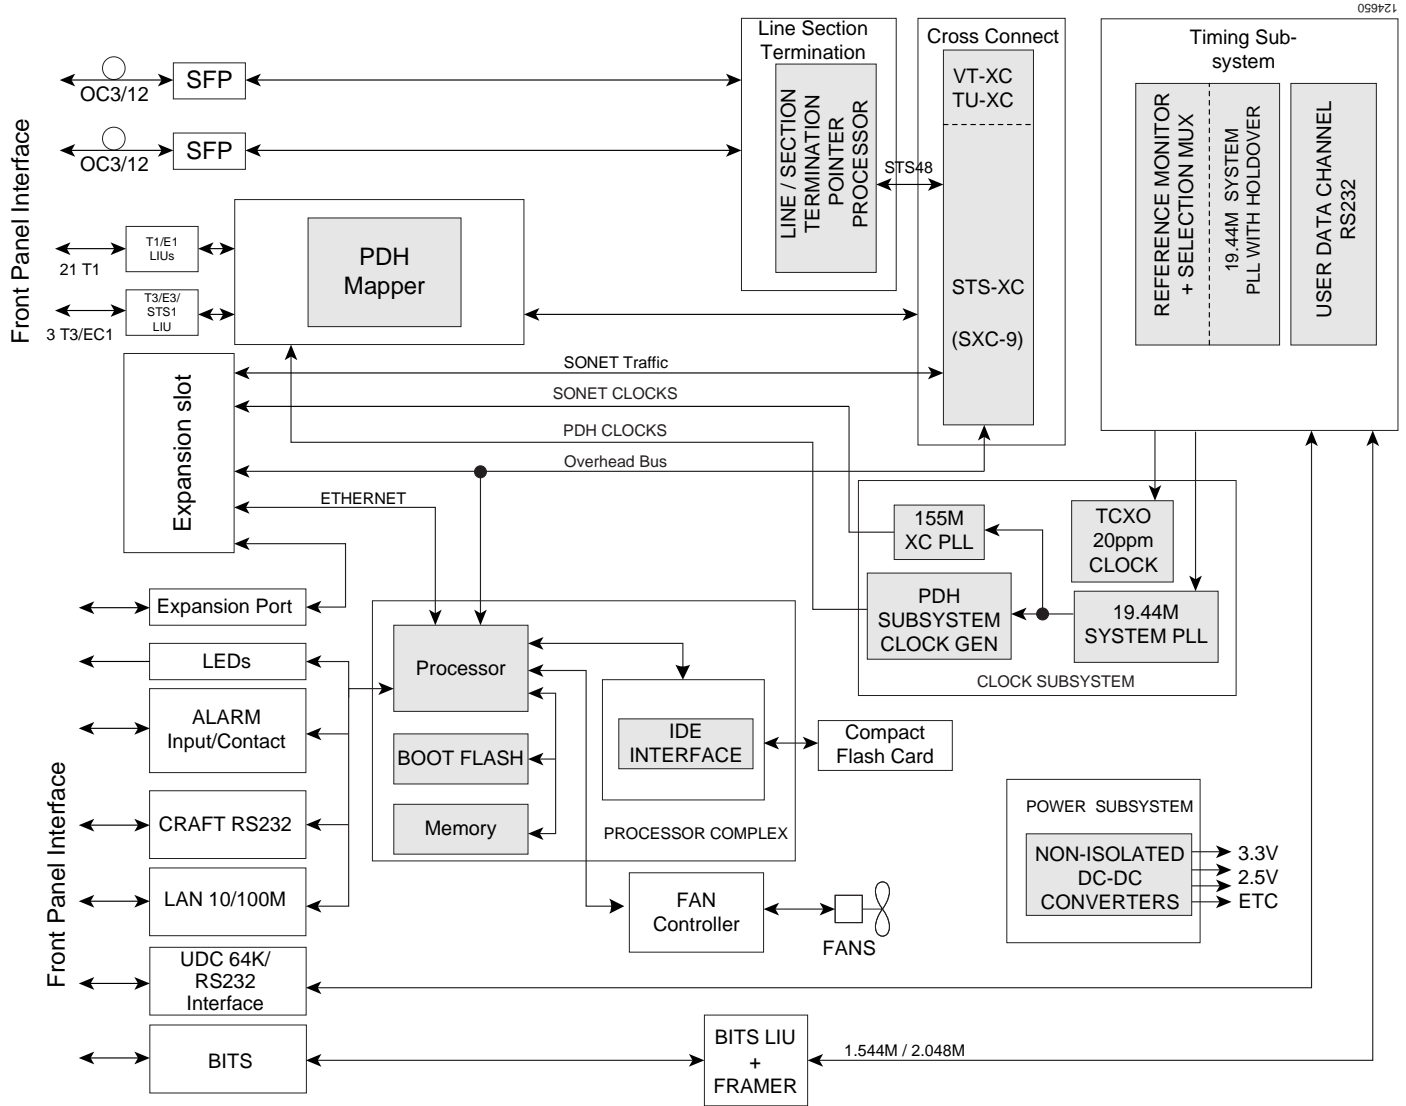 124650
Line Section
Termination
Cross Connect
Timing Sub-
system
SFP
OC3/12
SFP
OC3/12
LINE / SECTION
TERMINATION
POINTER
PROCESSOR
STS48
VT-XC
TU-XC
STS-XC
(SXC-9)
REFERENCE MONITOR
+ SELECTION MUX
19.44M SYSTEM
PLL WITH HOLDOVER
USER DATA CHANNEL
RS232
Front Panel Interface
T1/E1
LIUs
21 T1
T3/E3/
STS1
LIU
3 T3/EC1
PDH
Mapper
Expansion slot
SONET Traffic
SONET CLOCKS
PDH CLOCKS
Overhead Bus
ETHERNET
155M
XC PLL
TCXO
20ppm
CLOCK
PDH
SUBSYSTEM
CLOCK GEN
19.44M
SYSTEM PLL
CLOCK SUBSYSTEM
Expansion Port
LEDs
ALARM
Input/Contact
CRAFT RS232
LAN 10/100M
UDC 64K/
RS232
Interface
BITS
Front Panel Interface
Processor
BOOT FLASH
Memory
IDE
INTERFACE
PROCESSOR COMPLEX
Compact
Flash Card
FAN
Controller
FANS
POWER SUBSYSTEM
NON-ISOLATED
DC-DC
CONVERTERS
3.3V
2.5V
ETC
BITS LIU
+
FRAMER
1.544M / 2.048M